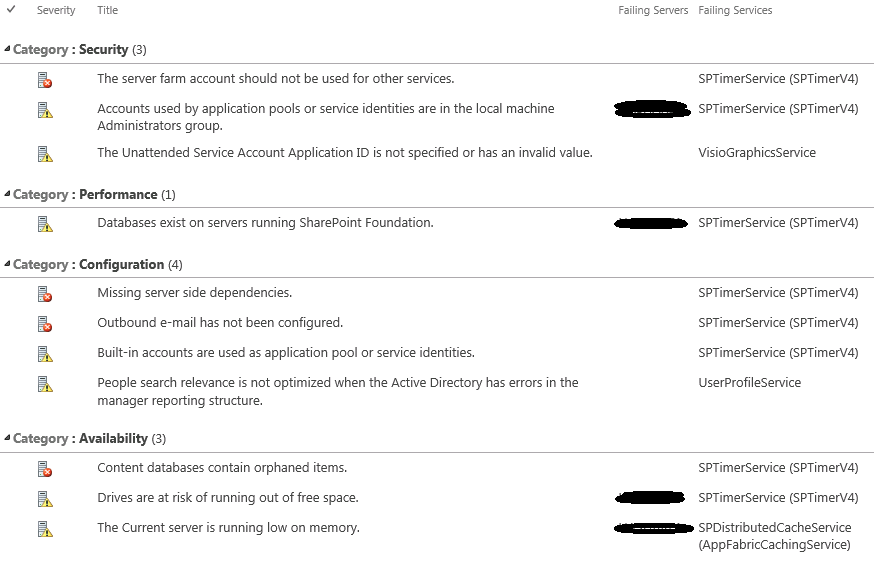 Severity Title Failing Servers Failing Services
Category : Security (3)
The server farm account should not be used for other services. SPTimerService (SPTimerV4)
Accounts used by application pools or service identities are in the local machine SPTimerService (SPTimerV4)
Administrators group.
The Unattended Service Account Application ID is not specified or has an invalid value. VisioGraphicsService
Category : Performance (1)
Databases exist on servers running SharePoint Foundation. SPTimerService (SPTimerV4)
Category : Configuration (4)
Missing server side dependencies. SPTimerService (SPTimerV4)
Outbound e-mail has not been configured. SPTimerService (SPTimerV4)
Built-in accounts are used as application pool or service identities. SPTimerService (SPTimerV4)
People search relevance is not optimized when the Active Directory has errors in the UserProfileService
manager reporting structure.
Category : Availability (3)
Content databases contain orphaned items. SPTimerService (SPTimerV4)
Drives are at risk of running out of free space. SPTimerService (SPTimerV4)
The Current server is running low on memory. SPDistributedCacheService
(AppFabricCachingService)